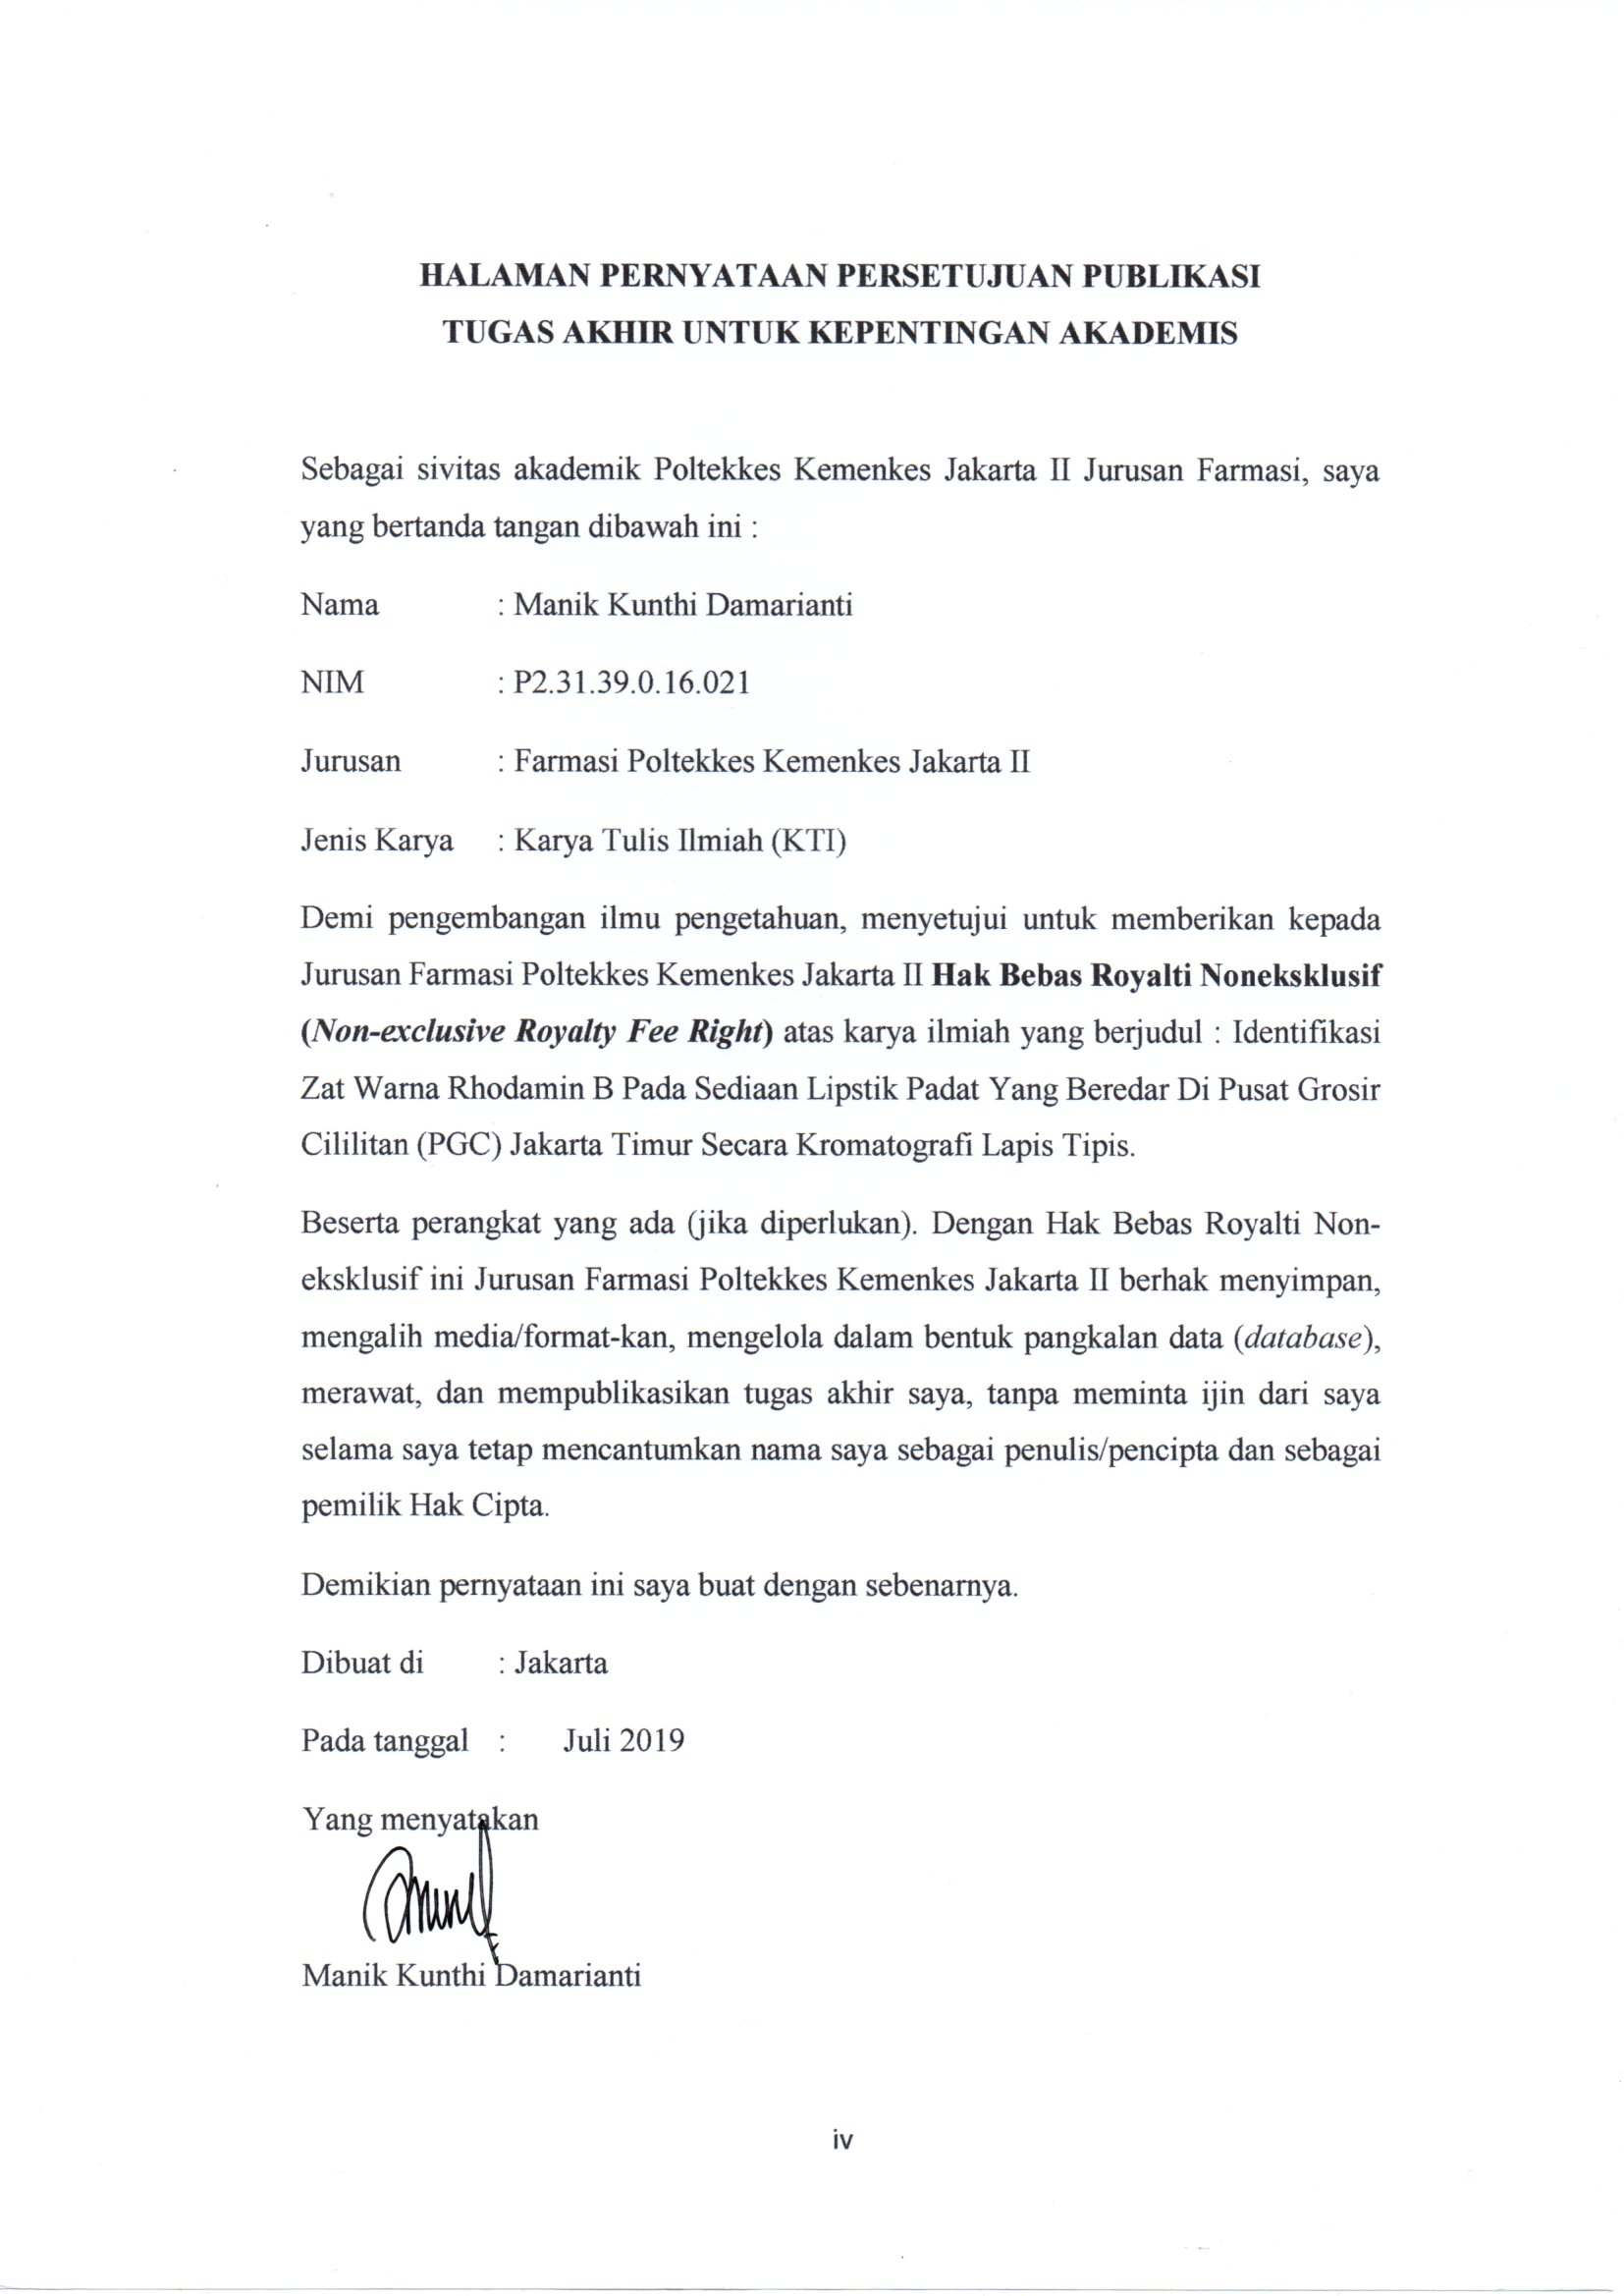 HALAMAN PERNYATAAN PERSETUJUAN PUBLIKASI
TUGAS AKHIR UNTUK KEPENTINGAN AKADEMIS
Sebagai sivitas akademik Poltekkes Kemenkes Jakarta II Jurusan Farmasi, saya
yang bertanda tangan dibawah ini :
Nama : Manik Kunthi Damarianti
NIM : P2.31.39.0.16.021
Jurusan : Farmasi Poltekkes Kemenkes Jakarta II
Jenis Karya : Karya Tulis Ilmiah (KTI)
Demi pengembangan ilmu pengetahuan, menyetujui untuk memberikan kepada
Jurusan Farmasi Poltekkes Kemenkes Jakarta II Hak Bebas Royalti Noneksklusif
(Non-exclusive Royalty Fee Right) atas karya ilmiah yang berjudul : Identifikasi
Zat Warna Rhodamin B Pada Sediaan Lipstik Padat Yang Beredar Di Pusat Grosir
Cililitan (PGC) Jakarta Timur Secara Kromatografi Lapis Tipis.
Beserta perangkat yang ada (jika diperlukan). Dengan Hak Bebas Royalti Non-
eksklusif ini Jurusan Farmasi Poltekkes Kemenkes Jakarta II berhak menyimpan,
mengalih media/format-kan, mengelola dalam bentuk pangkalan data (database),
merawat, dan mempublikasikan tugas akhir saya, tanpa meminta ijin dari saya
selama saya tetap mencantumkan nama saya sebagai penulis/pencipta dan sebagai
pemilik Hak Cipta.
Demikian pernyataan ini saya buat dengan sebenarnya.
Dibuat di : Jakarta
Pada tanggal : Juli 2019
Yang menyatakan
Manik Kunthi Damarianti
iv